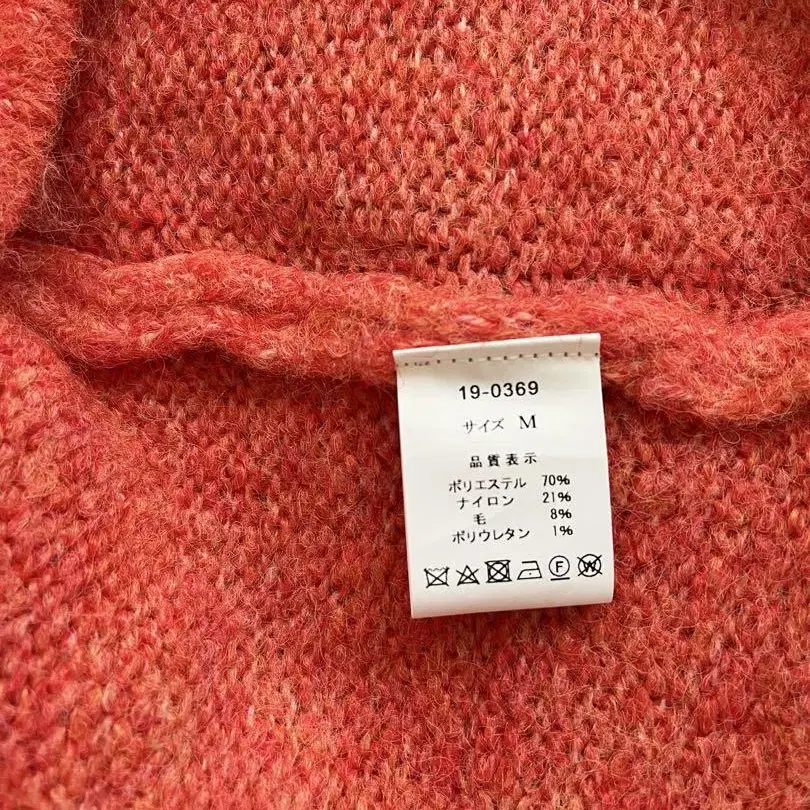 19-0369
サイズ M
品質表示
ポリエステル 70%
ナイロン 21%
毛 8%
ポリウレタン 1%
F W